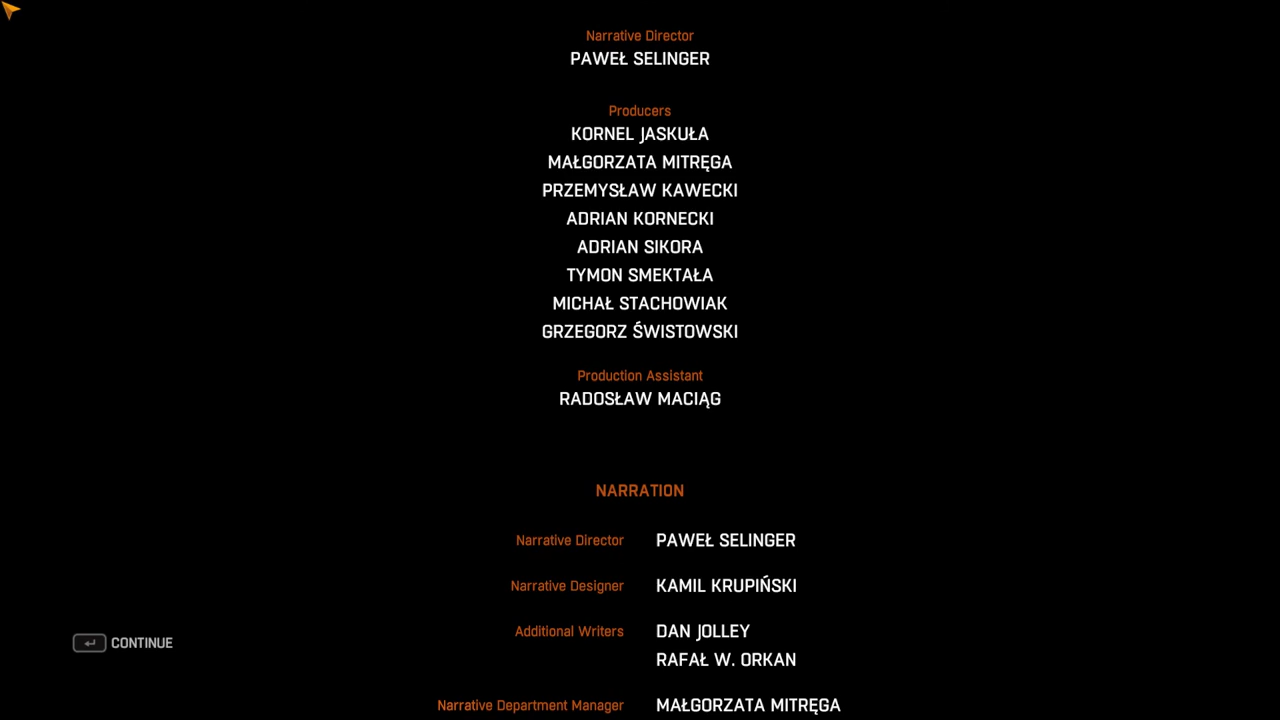 Narrative Director
PAWEŁ SELINGER
Producers
KORNEL JASKUŁA
MAŁGORZATA MITRĘGA
PRZEMYSŁAW KAWECKI
ADRIAN KORNECKI
ADRIAN SIKORA
TYMON SMEKTAŁA
MICHAŁ STACHOWIAK
GRZEGORZ ŚWISTOWSKI
Production Assistant
RADOSŁAW MACIĄG
NARRATION
Narrative Director PAWEŁ SELINGER
Narrative Designer KAMIL KRUPIŃSKI
Additional Writers DAN JOLLEY
RAFAŁ W. ORKAN
CONTINUE
Narrative Department Manager MAŁGORZATA MITRĘGA